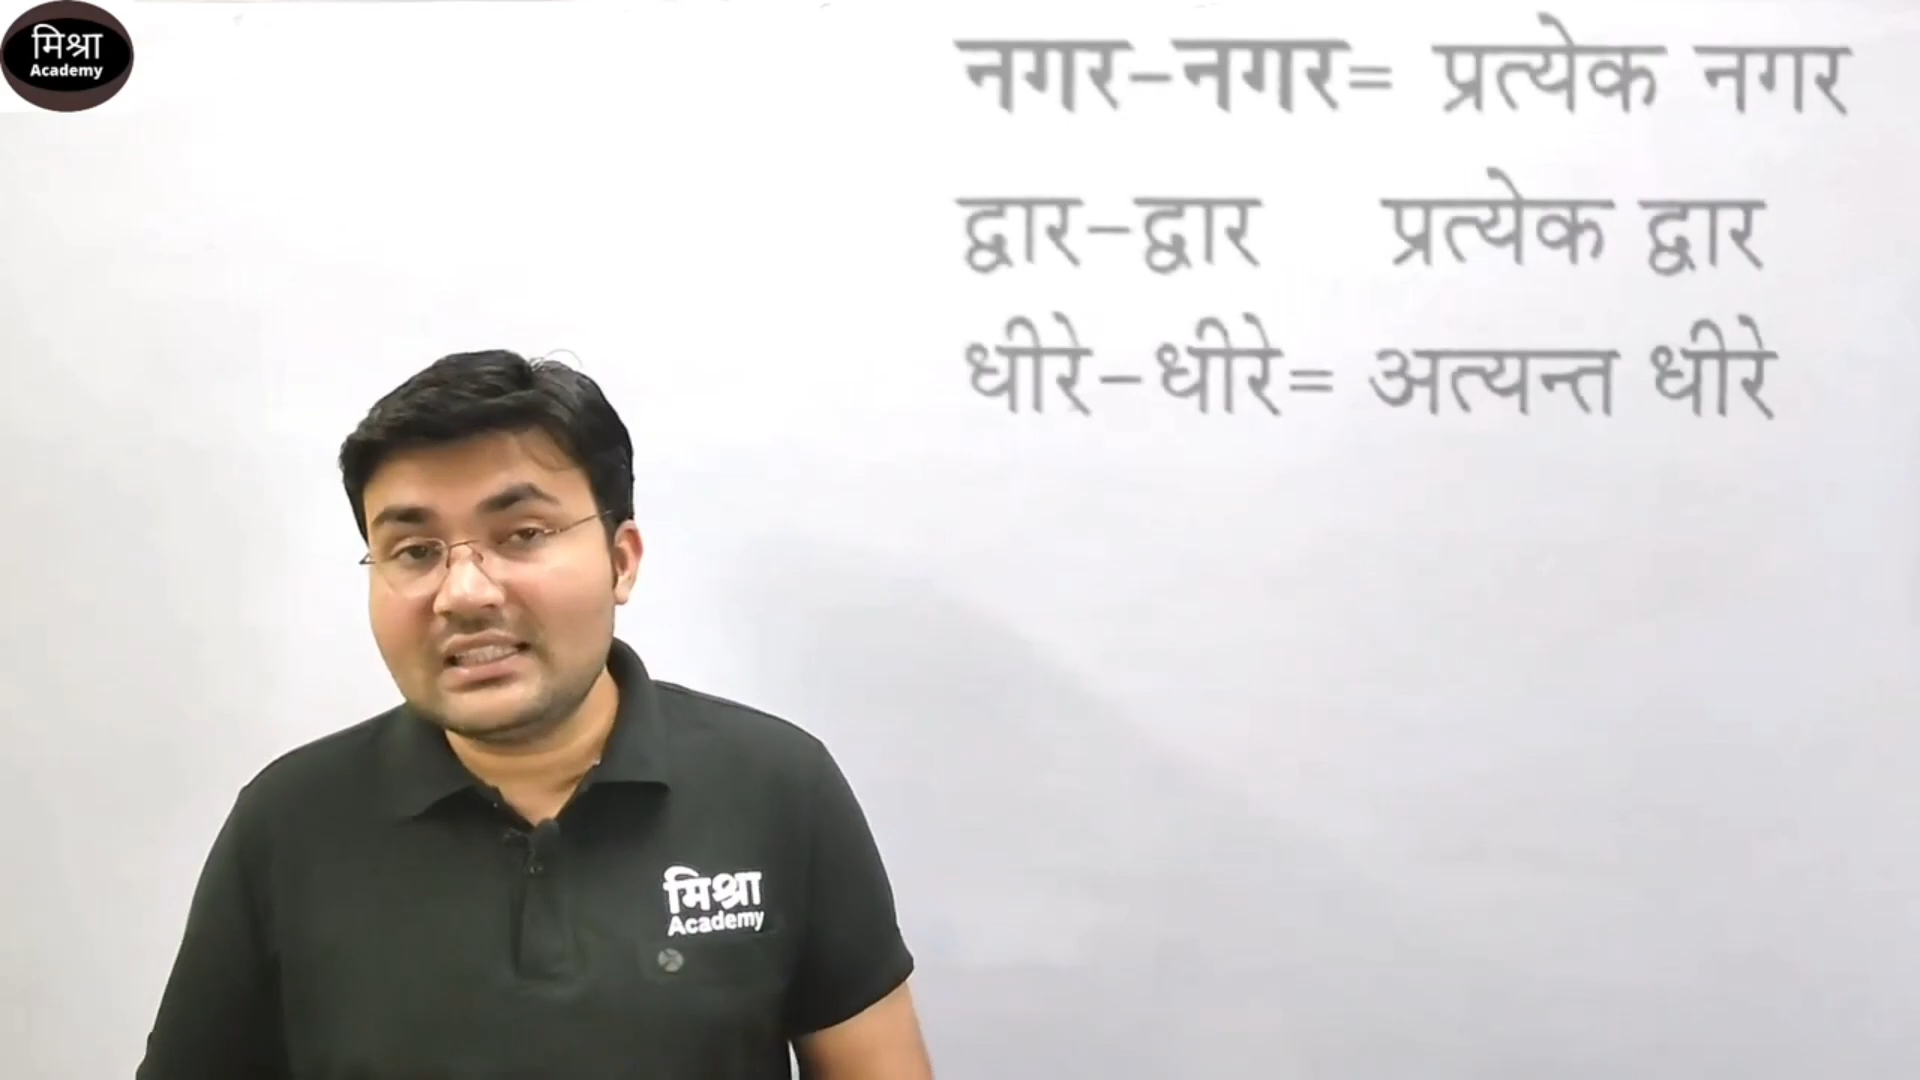 मिश्रा
Academy
नगर-नगर= प्रत्येक नगर
द्वार-द्वार प्रत्येक द्वार
धीरे-धीरे= अत्यन्त धीरे
मिश्रा
Academy